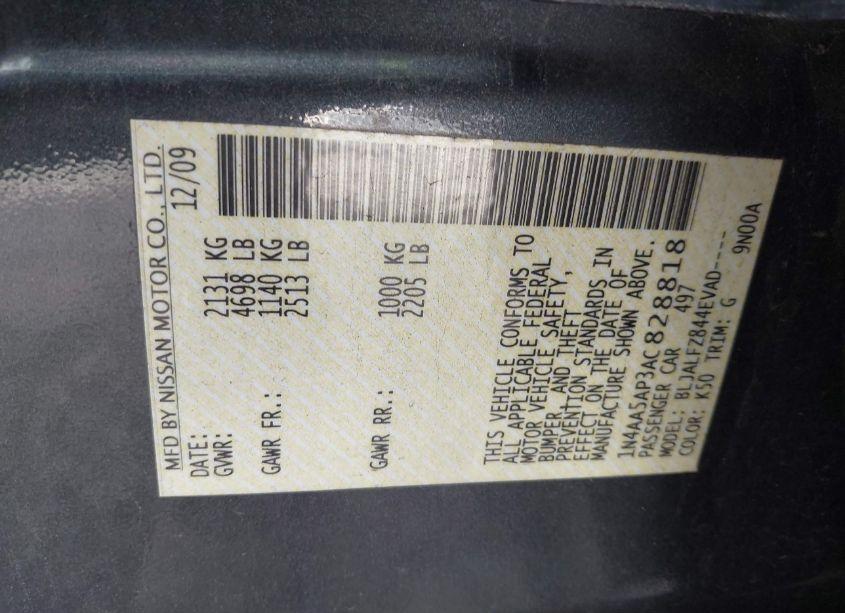 MFD BY NISSAN MOTOR CO., LTD.
DATE: 12/09
GVWR: 2131 KG
4698 LB
GAWR FR.: 1140 KG
2513 LB
GAWR RR.: 1000 KG
2205 LB
THIS VEHICLE CONFORMS TO
ALL APPLICABLE FEDERAL
MOTOR VEHICLE SAFETY,
BUMPER, AND THEFT
PREVENTION STANDARDS IN
EFFECT ON THE DATE OF
MANUFACTURE SHOWN ABOVE.
1N4AA5AP3AC828818
PASSENGER CAR 497
MODEL: BLJALFZ844EVAD-----
COLOR: K50 TRIM: G 9N00A